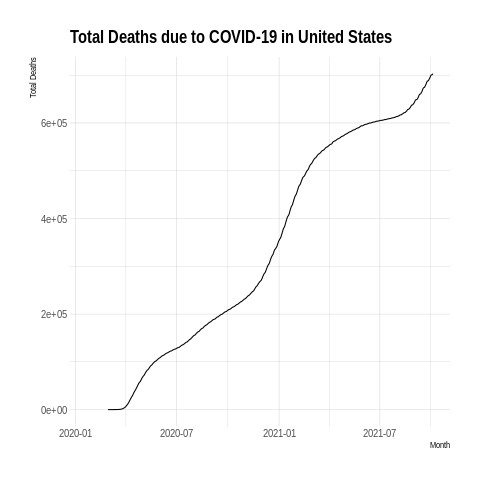 Total Deaths due to COVID-19 in United States
Total Deaths
6e+05
4e+05
2e+05
0e+00
2020-01 2020-07 2021-01 2021-07
Month